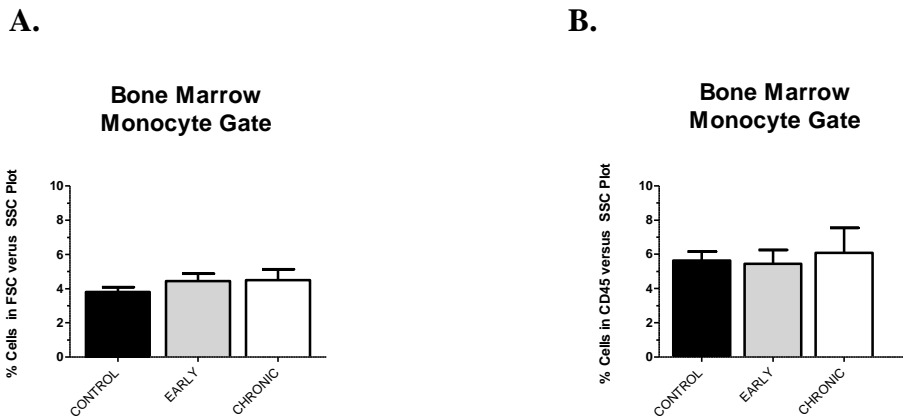 A.
Bone Marrow
Monocyte Gate
% Cells in FSC versus SSC Plot
10
8
6
4
2
0
CONTROL
EARLY
CHRONIC
B.
Bone Marrow
Monocyte Gate
% Cells in CD45 versus SSC Plot
10
8
6
4
2
0
CONTROL
EARLY
CHRONIC